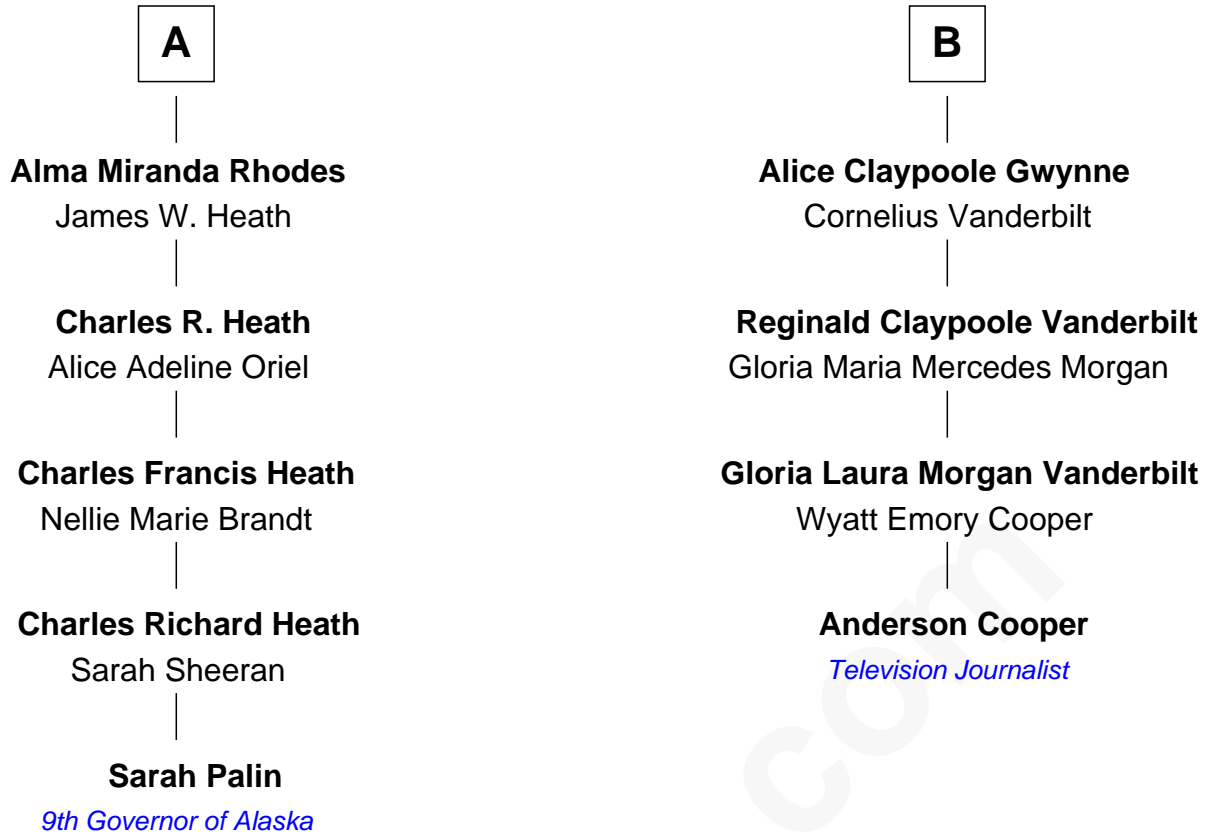 A
Alma Miranda Rhodes
James W. Heath
Charles R. Heath
Alice Adeline Oriel
Charles Francis Heath
Nellie Marie Brandt
Charles Richard Heath
Sarah Sheeran
Sarah Palin
9th Governor of Alaska
B
Alice Claypoole Gwynne
Cornelius Vanderbilt
Reginald Claypoole Vanderbilt
Gloria Maria Mercedes Morgan
Gloria Laura Morgan Vanderbilt
Wyatt Emory Cooper
Anderson Cooper
Television Journalist
com